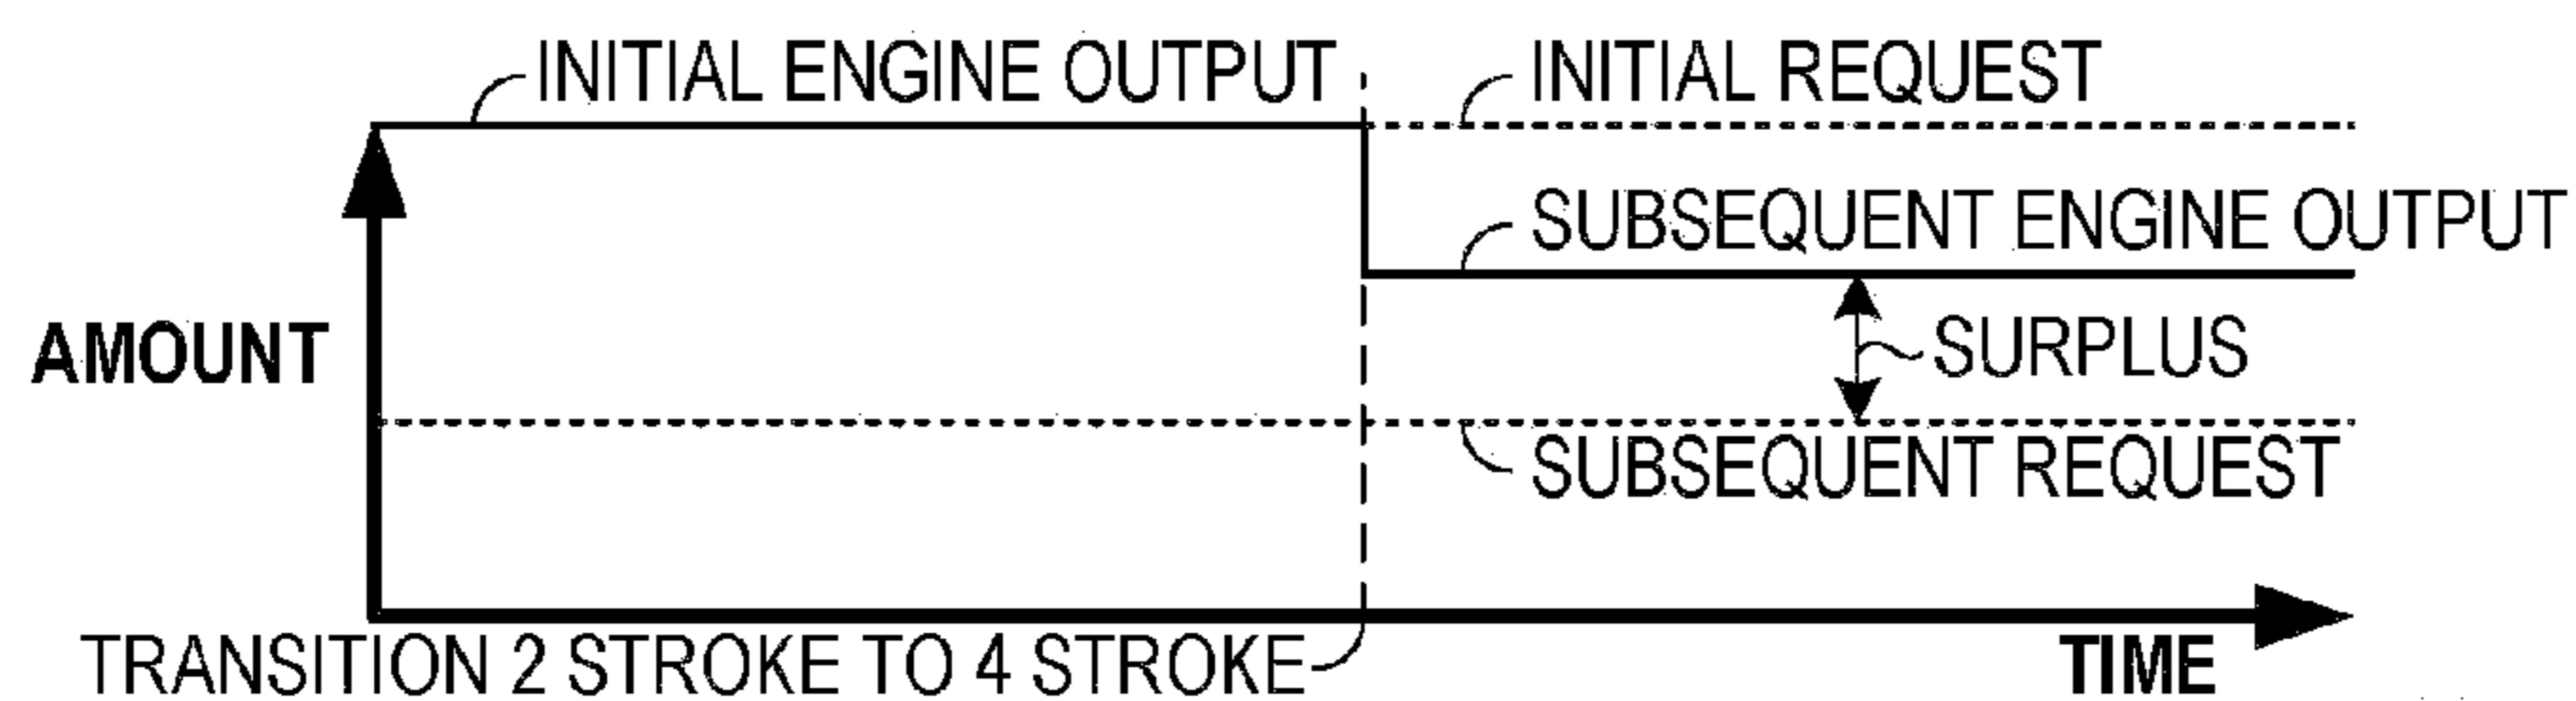 INITIAL ENGINE OUTPUT
INITIAL REQUEST
SUBSEQUENT ENGINE OUTPUT
AMOUNT
SURPLUS
SUBSEQUENT REQUEST
TRANSITION 2 STROKE TO 4 STROKE
TIME